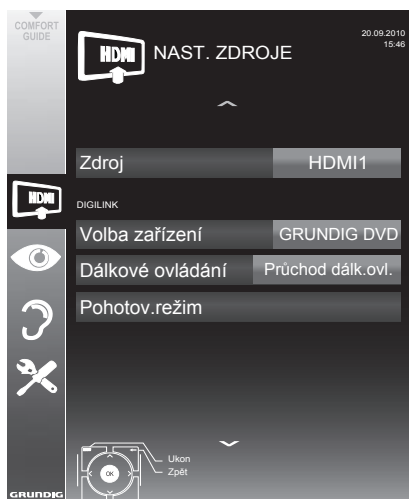 COMFORT
GUIDE
HDMI
NAST. ZDROJE
20.09.2010
15:46
Zdroj
HDMI1
HDMI
DIGILINK
Volba zařízení
GRUNDIG DVD
Dálkové ovládání
Průchod dálk.ovl.
Pohotov.režim
OK
Ukon
Zpět
GRUNDIG